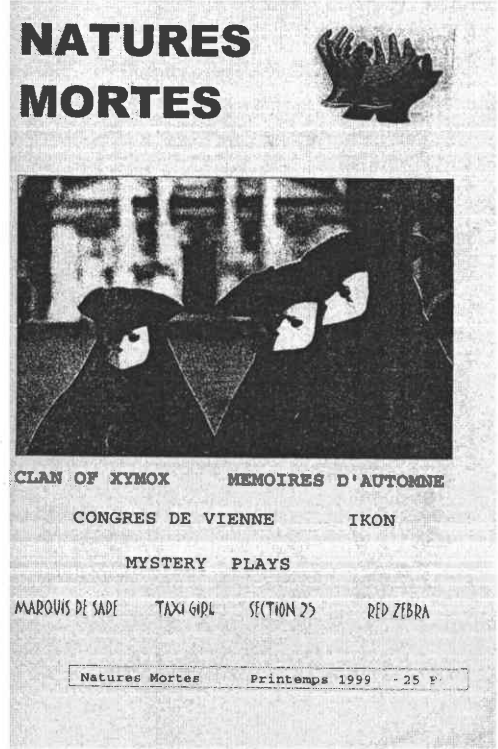 NATURES
MORTES
CLAN OF XYMOX MEMOIRES D'AUTOMNE
CONGRES DE VIENNE IKON
MYSTERY PLAYS
MARQUIS DE SADE TAXI GIRL SECTION 25 RED ZEBRA
Natures Mortes Printemps 1999 - 25 F